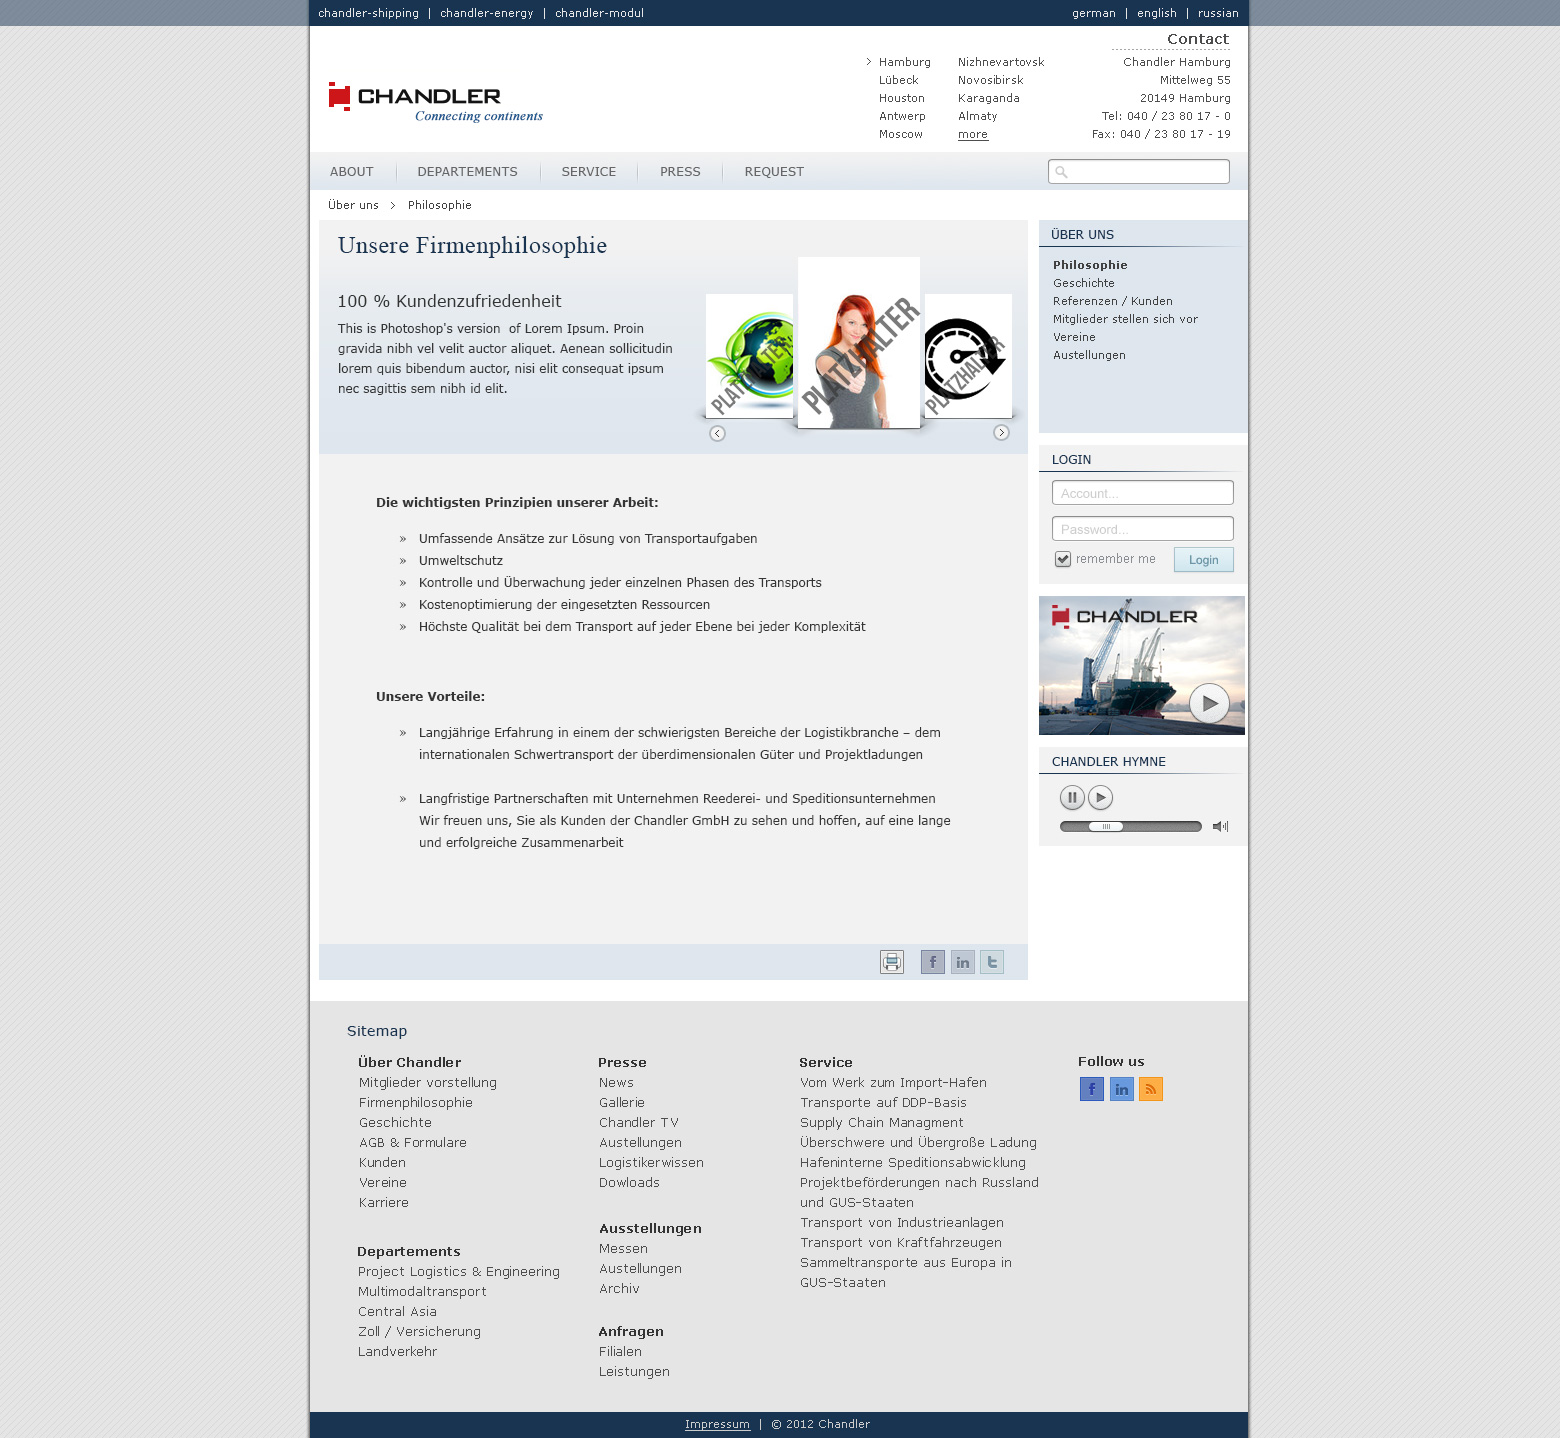 chandler-shipping | chandler-energy | chandler-modul
german | english | russian
CHANDLER
Connecting continents
Contact
> Hamburg
Lübeck
Houston
Antwerp
Moscow
Nizhnevartovsk
Novosibirsk
Karaganda
Almaty
more
Chandler Hamburg
Mittelweg 55
20149 Hamburg
Tel: 040 / 23 80 17 - 0
Fax: 040 / 23 80 17 - 19
ABOUT
DEPARTEMENTS
SERVICE
PRESS
REQUEST
Über uns > Philosophie
Unsere Firmenphilosophie
100 % Kundenzufriedenheit
This is Photoshop's version of Lorem Ipsum. Proin
gravida nibh vel velit auctor aliquet. Aenean sollicitudin
lorem quis bibendum auctor, nisi elit consequat ipsum
nec sagittis sem nibh id elit.
PLATZHALTER
PLATZHALTER
Die wichtigsten Prinzipien unserer Arbeit:
» Umfassende Ansätze zur Lösung von Transportaufgaben
» Umweltschutz
» Kontrolle und Überwachung jeder einzelnen Phasen des Transports
» Kostenoptimierung der eingesetzten Ressourcen
» Höchste Qualität bei dem Transport auf jeder Ebene bei jeder Komplexität
Unsere Vorteile:
» Langjährige Erfahrung in einem der schwierigsten Bereiche der Logistikbranche – dem
internationalen Schwertransport der überdimensionalen Güter und Projektladungen
» Langfristige Partnerschaften mit Unternehmen Reederei- und Speditionsunternehmen
Wir freuen uns, Sie als Kunden der Chandler GmbH zu sehen und hoffen, auf eine lange
und erfolgreiche Zusammenarbeit
ÜBER UNS
Philosophie
Geschichte
Referenzen / Kunden
Mitglieder stellen sich vor
Vereine
Austellungen
LOGIN
Account...
Password...
remember me
Login
CHANDLER
CHANDLER HYMNE
f
in
t
Sitemap
Über Chandler
Mitglieder vorstellung
Firmenphilosophie
Geschichte
AGB & Formulare
Kunden
Vereine
Karriere
Departements
Project Logistics & Engineering
Multimodaltransport
Central Asia
Zoll / Versicherung
Landverkehr
Presse
News
Gallerie
Chandler TV
Austellungen
Logistikerwissen
Dowloads
Ausstellungen
Messen
Austellungen
Archiv
Anfragen
Filialen
Leistungen
Service
Vom Werk zum Import-Hafen
Transporte auf DDP-Basis
Supply Chain Managment
Überschwere und Übergroße Ladung
Hafeninterne Speditionsabwicklung
Projektbeförderungen nach Russland
und GUS-Staaten
Transport von Industrieanlagen
Transport von Kraftfahrzeugen
Sammeltransporte aus Europa in
GUS-Staaten
Follow us
f
in
Impressum | © 2012 Chandler